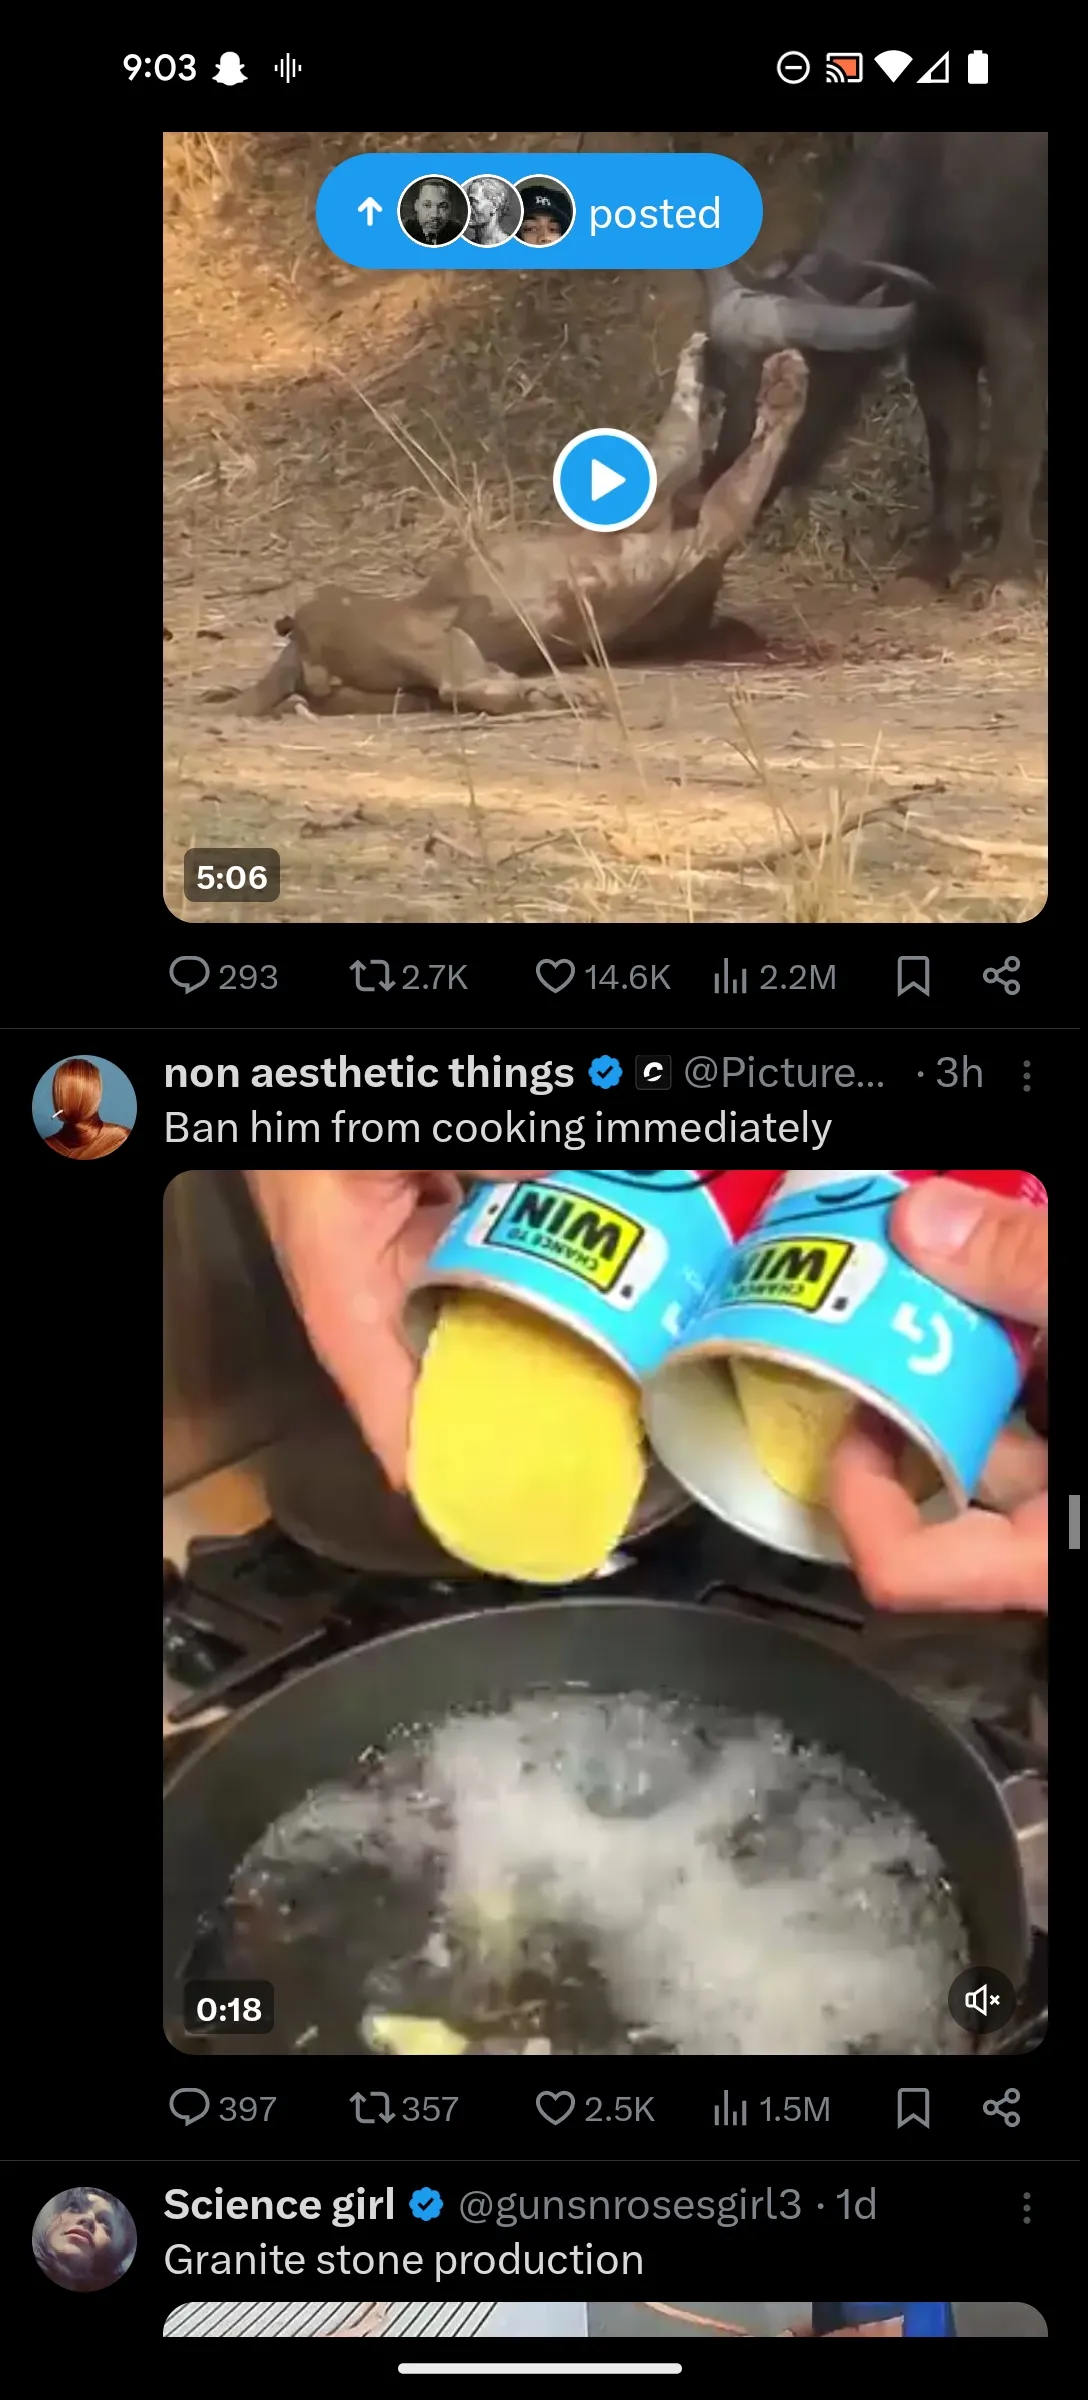 9:03
posted
5:06
293 2.7K 14.6K 2.2M
non aesthetic things @Picture... · 3h
Ban him from cooking immediately
CHANCE TO WIN
CHANCE TO WIN
0:18
397 357 2.5K 1.5M
Science girl @gunsnrosesgirl3 · 1d
Granite stone production